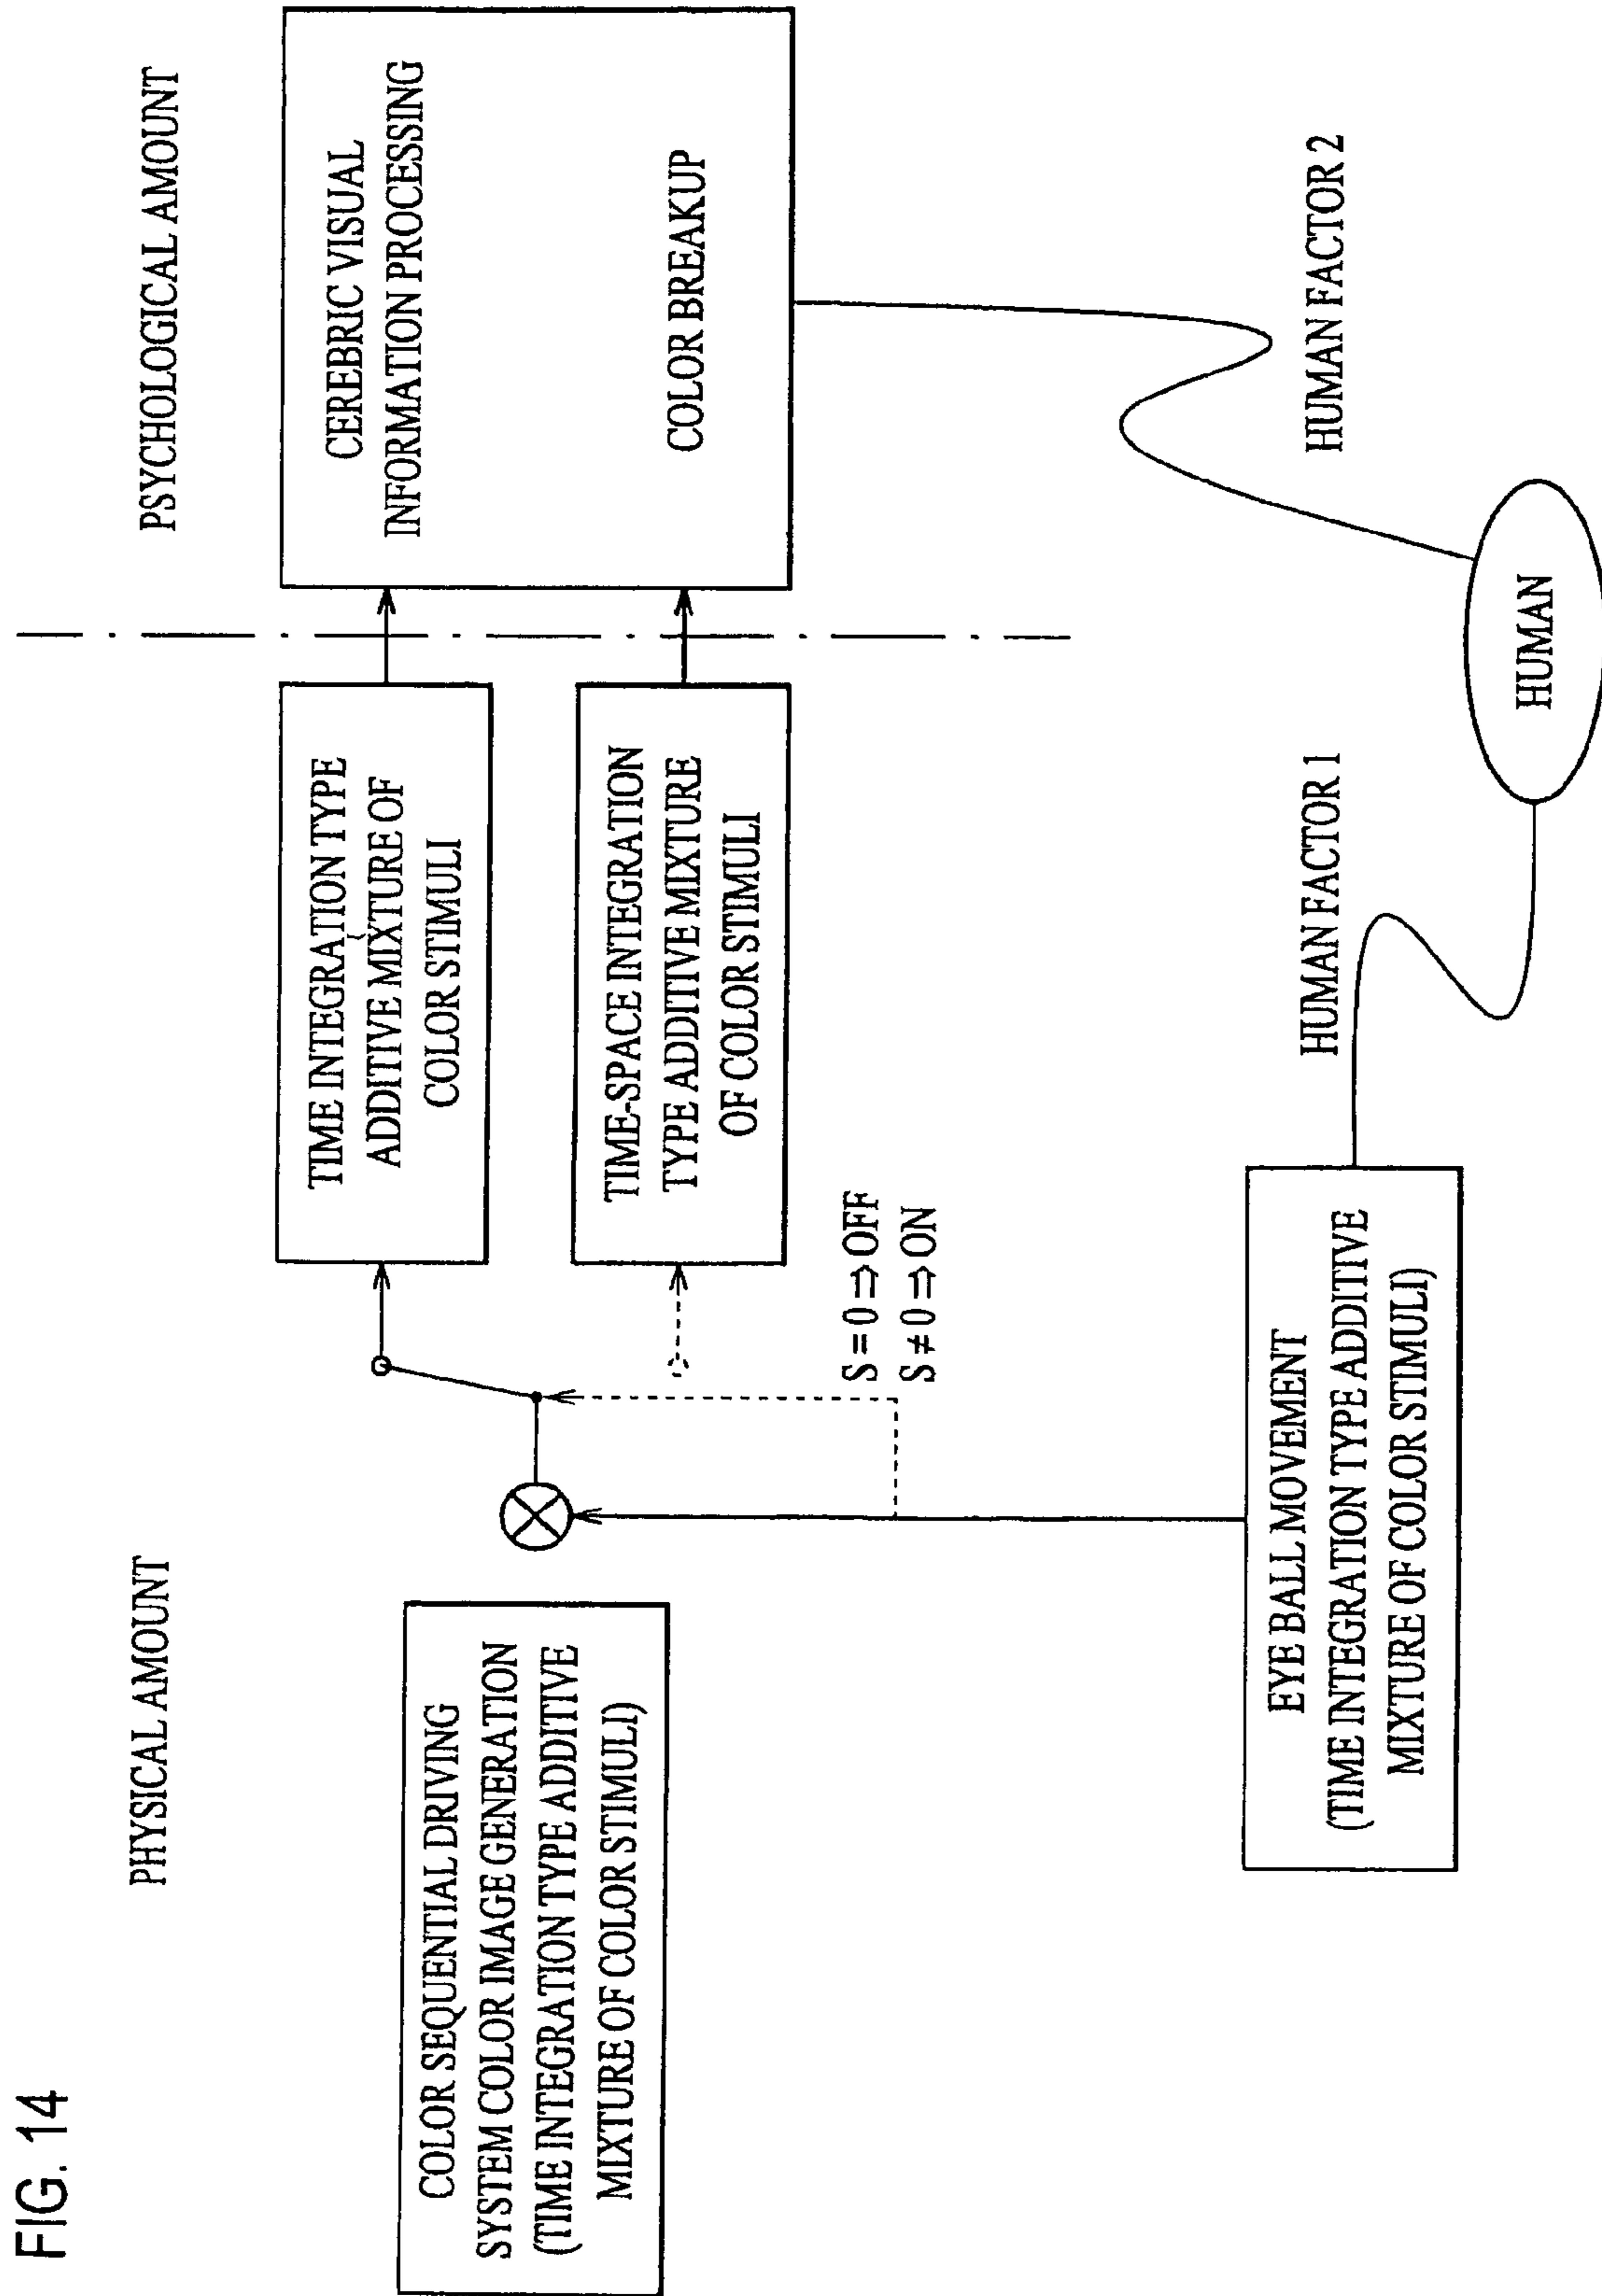 FIG. 14
PHYSICAL AMOUNT
PSYCHOLOGICAL AMOUNT
COLOR SEQUENTIAL DRIVING
SYSTEM COLOR IMAGE GENERATION
(TIME INTEGRATION TYPE ADDITIVE
MIXTURE OF COLOR STIMULI)
TIME INTEGRATION TYPE
ADDITIVE MIXTURE OF
COLOR STIMULI
TIME-SPACE INTEGRATION
TYPE ADDITIVE MIXTURE
OF COLOR STIMULI
CEREBRIC VISUAL
INFORMATION PROCESSING
COLOR BREAKUP
S = 0 ⇒ OFF
S ≠ 0 ⇒ ON
EYE BALL MOVEMENT
(TIME INTEGRATION TYPE ADDITIVE
MIXTURE OF COLOR STIMULI)
HUMAN FACTOR 1
HUMAN FACTOR 2
HUMAN